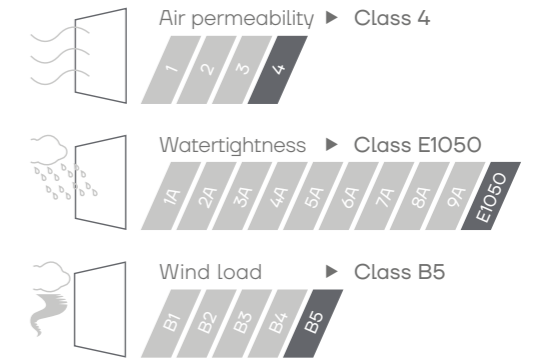 Air permeability ► Class 4
1 2 3 4
Watertightness ► Class E1050
1A 2A 3A 4A 5A 6A 7A 8A 9A E1050
Wind load ► Class B5
B1 B2 B3 B4 B5